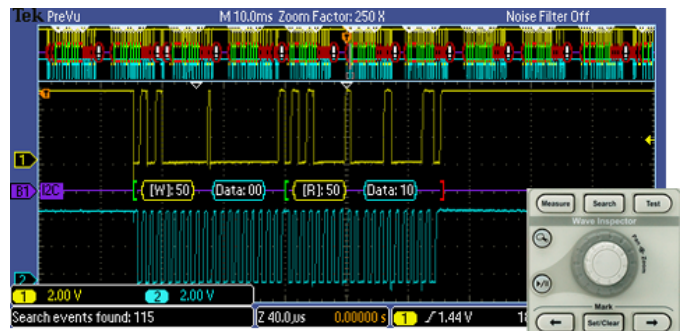 Tek PreVu M 10.0ms Zoom Factor: 250 X Noise Filter Off
1
B1 I2C [W]: 50 Data: 00 [R]: 50 Data: 10
2
1 2.00 V 2 2.00 V
Search events found: 115 Z 40.0µs 0.00000 s 1 1.44 V 18
Measure Search Test
Wave Inspector
Pan Zoom
Mark
← Set/Clear →